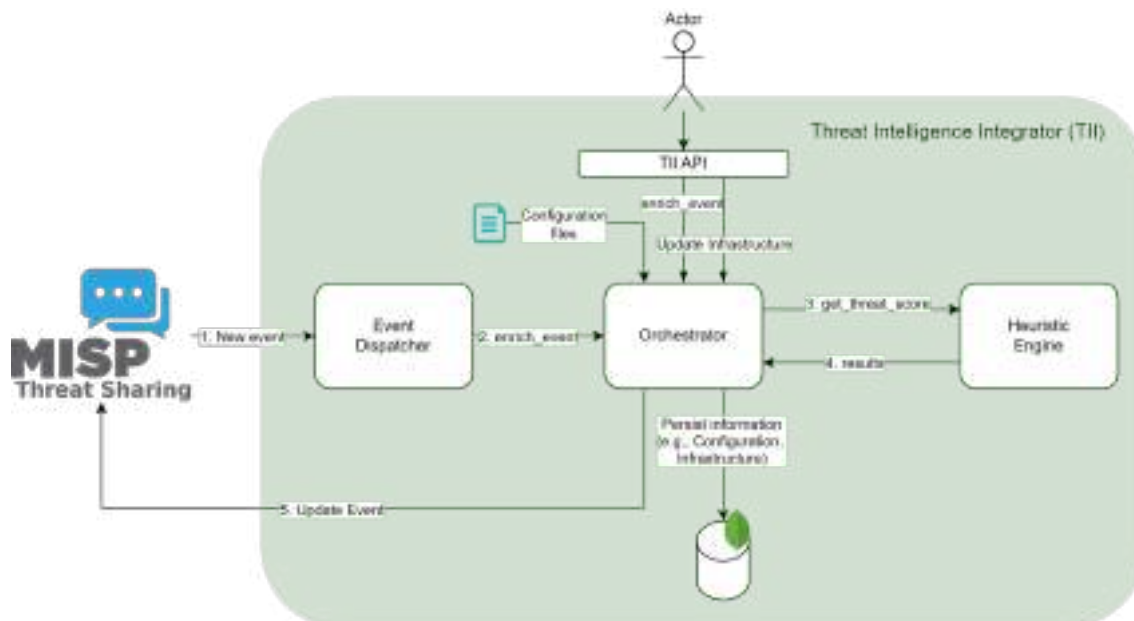 Actor
Threat Intelligence Integrator (TII)
TII API
enrich_event
Configuration
files
Update Infrastructure
1. New event
Event
Dispatcher
2. enrich_event
Orchestrator
3. get_threat_score
4. results
Heuristic
Engine
MISP
Threat Sharing
Persist information
(e.g., Configuration,
Infrastructure)
5. Update Event